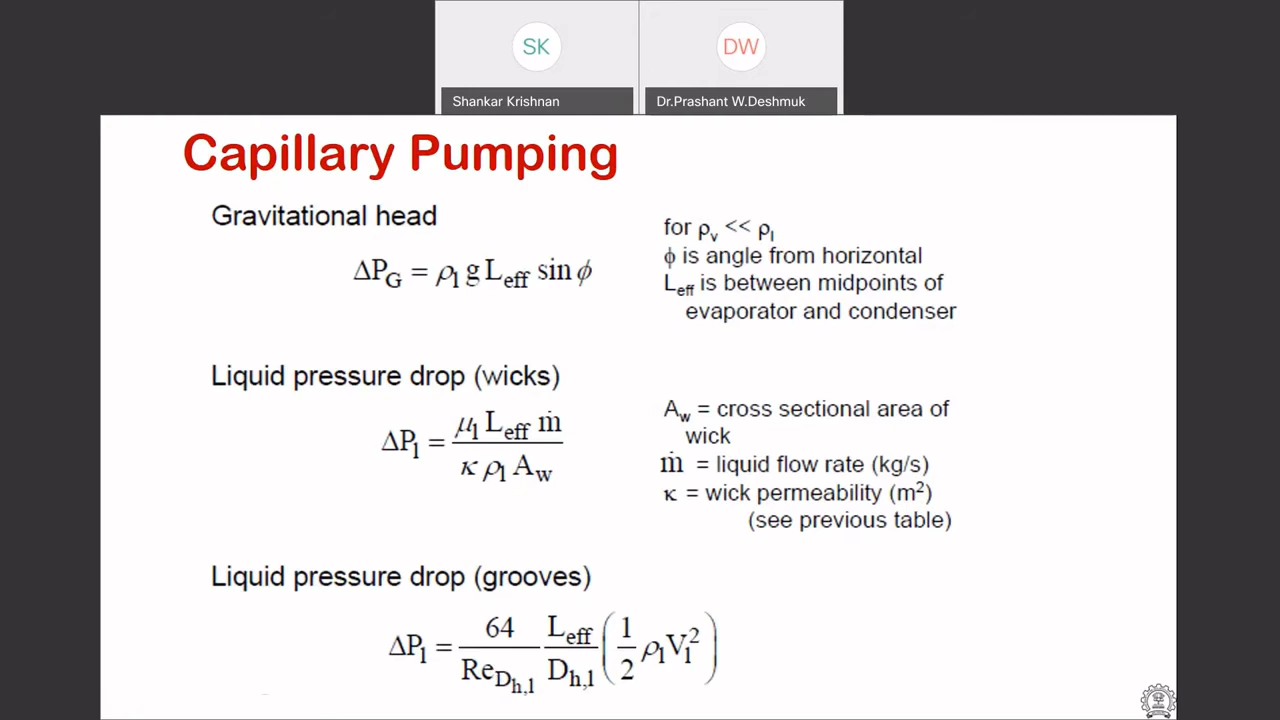 SK
DW
Shankar Krishnan
Dr.Prashant W.Deshmuk
Capillary Pumping
Gravitational head
ΔP_G = ρ_l g L_eff sin ϕ
for ρ_v << ρ_l
ϕ is angle from horizontal
L_eff is between midpoints of
evaporator and condenser
Liquid pressure drop (wicks)
ΔP_l = μ_l L_eff ṁ / κ ρ_l A_w
A_w = cross sectional area of
wick
ṁ = liquid flow rate (kg/s)
κ = wick permeability (m²)
(see previous table)
Liquid pressure drop (grooves)
ΔP_l = 64 / Re_D_h,l L_eff / D_h,l (1/2 ρ_l V_l²)